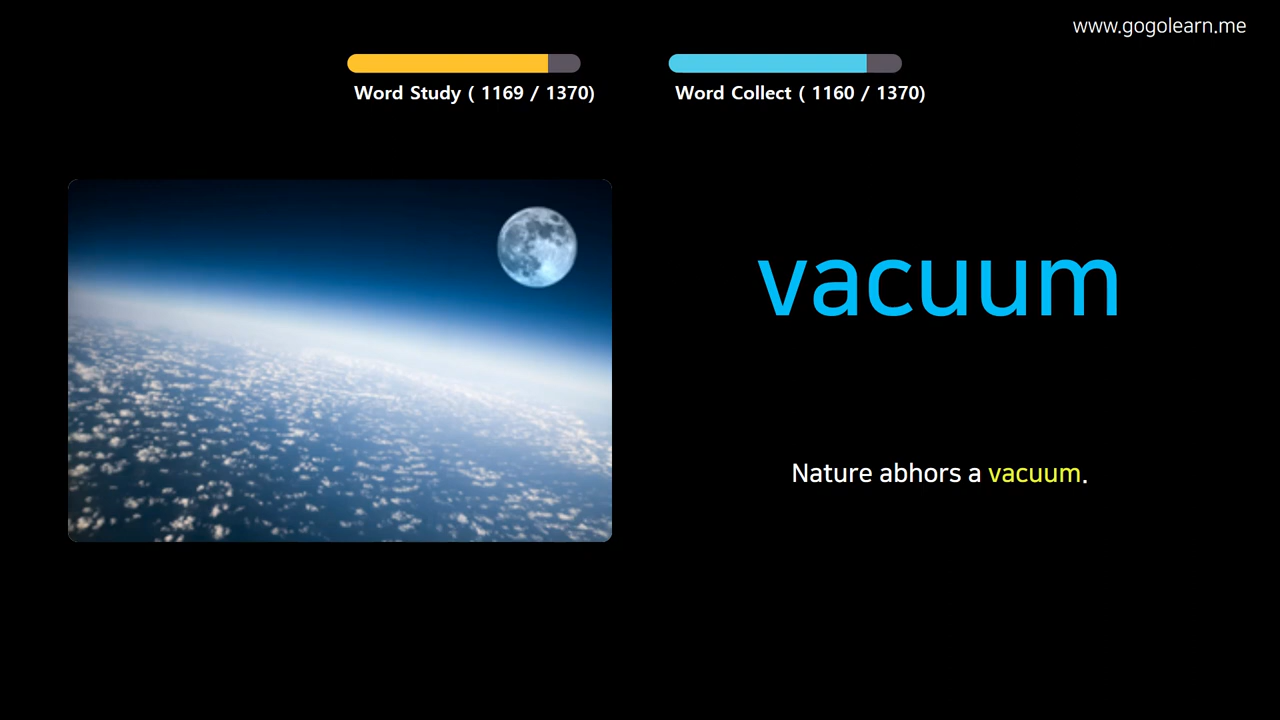 www.gogolearn.me
Word Study ( 1169 / 1370)
Word Collect ( 1160 / 1370)
vacuum
Nature abhors a vacuum.